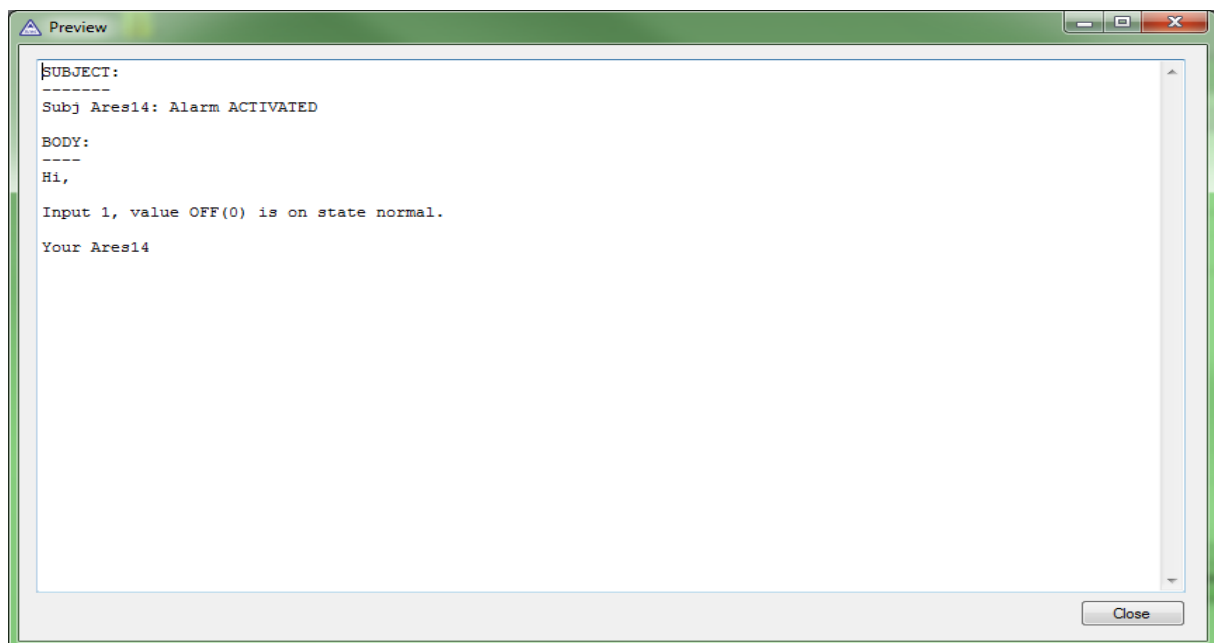 Preview
SUBJECT:
-------
Subj Ares14: Alarm ACTIVATED
BODY:
----
Hi,
Input 1, value OFF(0) is on state normal.
Your Ares14
Close